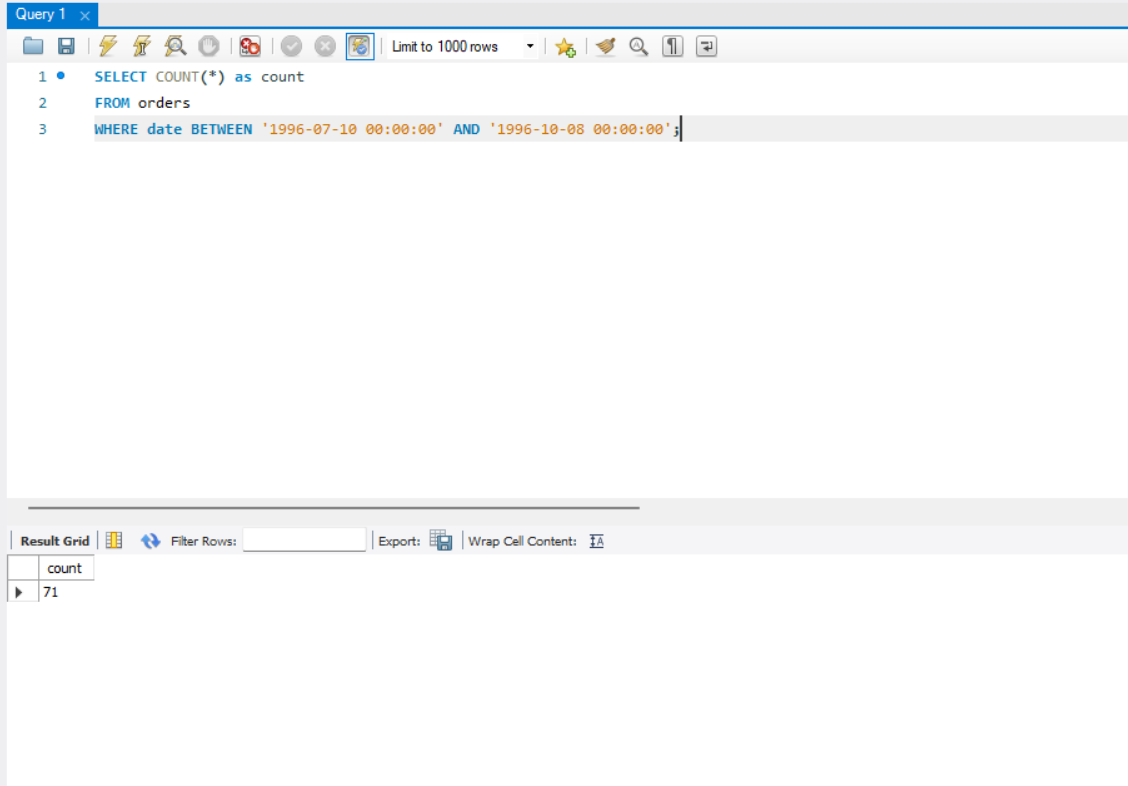 Query 1
Limit to 1000 rows
1 SELECT COUNT(*) as count
2 FROM orders
3 WHERE date BETWEEN '1996-07-10 00:00:00' AND '1996-10-08 00:00:00';
Result Grid Filter Rows: Export: Wrap Cell Content: IA
count
71